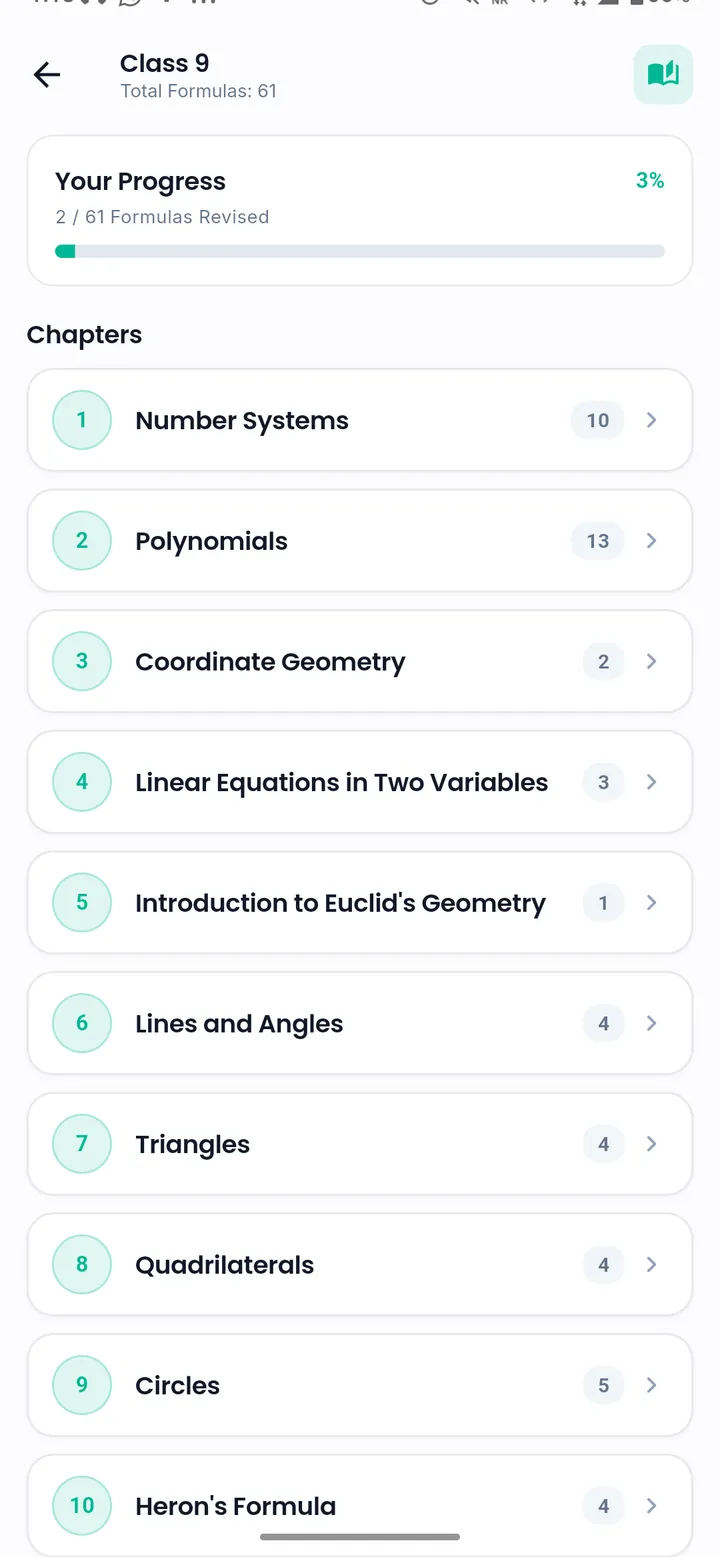 Class 9
Total Formulas: 61
Your Progress
3%
2 / 61 Formulas Revised
Chapters
1 Number Systems 10
2 Polynomials 13
3 Coordinate Geometry 2
4 Linear Equations in Two Variables 3
5 Introduction to Euclid's Geometry 1
6 Lines and Angles 4
7 Triangles 4
8 Quadrilaterals 4
9 Circles 5
10 Heron's Formula 4